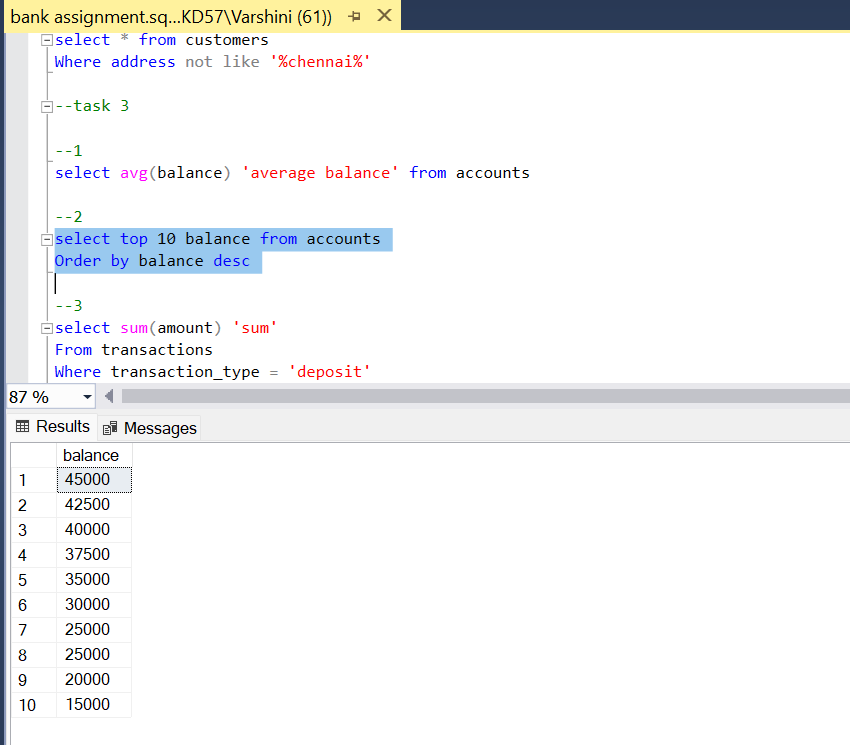 bank assignment.sq...KD57\Varshini (61))
select * from customers
Where address not like '%chennai%'
--task 3
--1
select avg(balance) 'average balance' from accounts
--2
select top 10 balance from accounts
Order by balance desc
--3
select sum(amount) 'sum'
From transactions
Where transaction_type = 'deposit'
87 %
Results Messages
balance
1 45000
2 42500
3 40000
4 37500
5 35000
6 30000
7 25000
8 25000
9 20000
10 15000